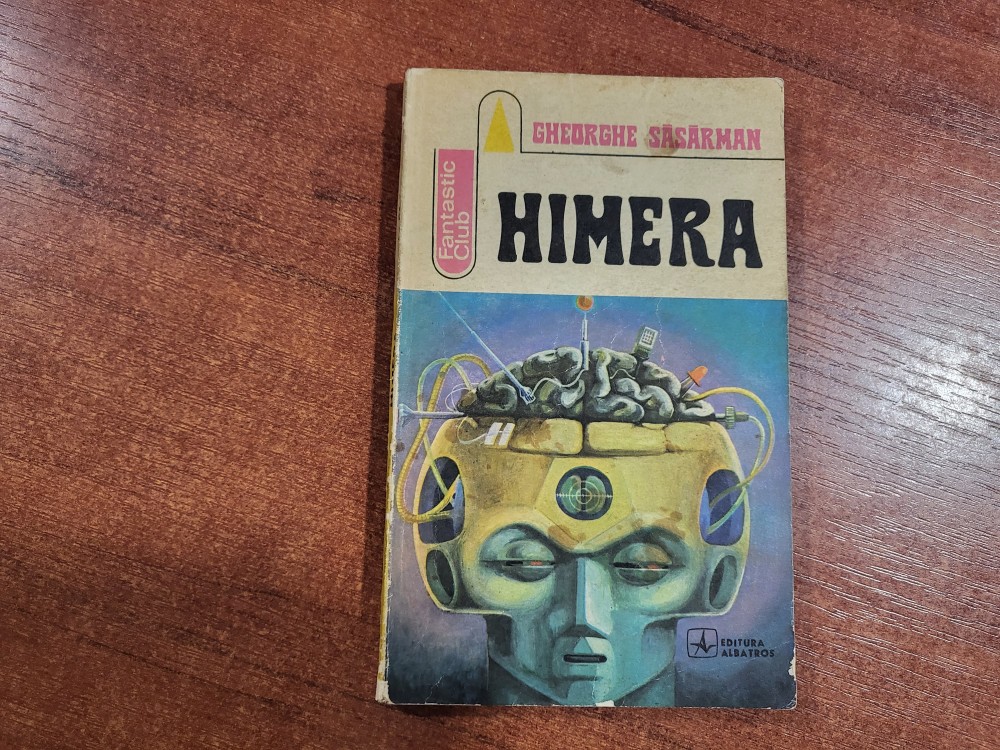 GHEORGHE SĂSĂRMAN
Fantastic
Club
HIMERA
EDITURA
ALBATROS